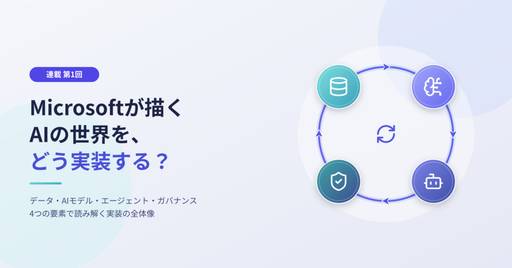 連載 第1回
Microsoftが描く
AIの世界を、
どう実装する？
データ・AIモデル・エージェント・ガバナンス
4つの要素で読み解く実装の全体像